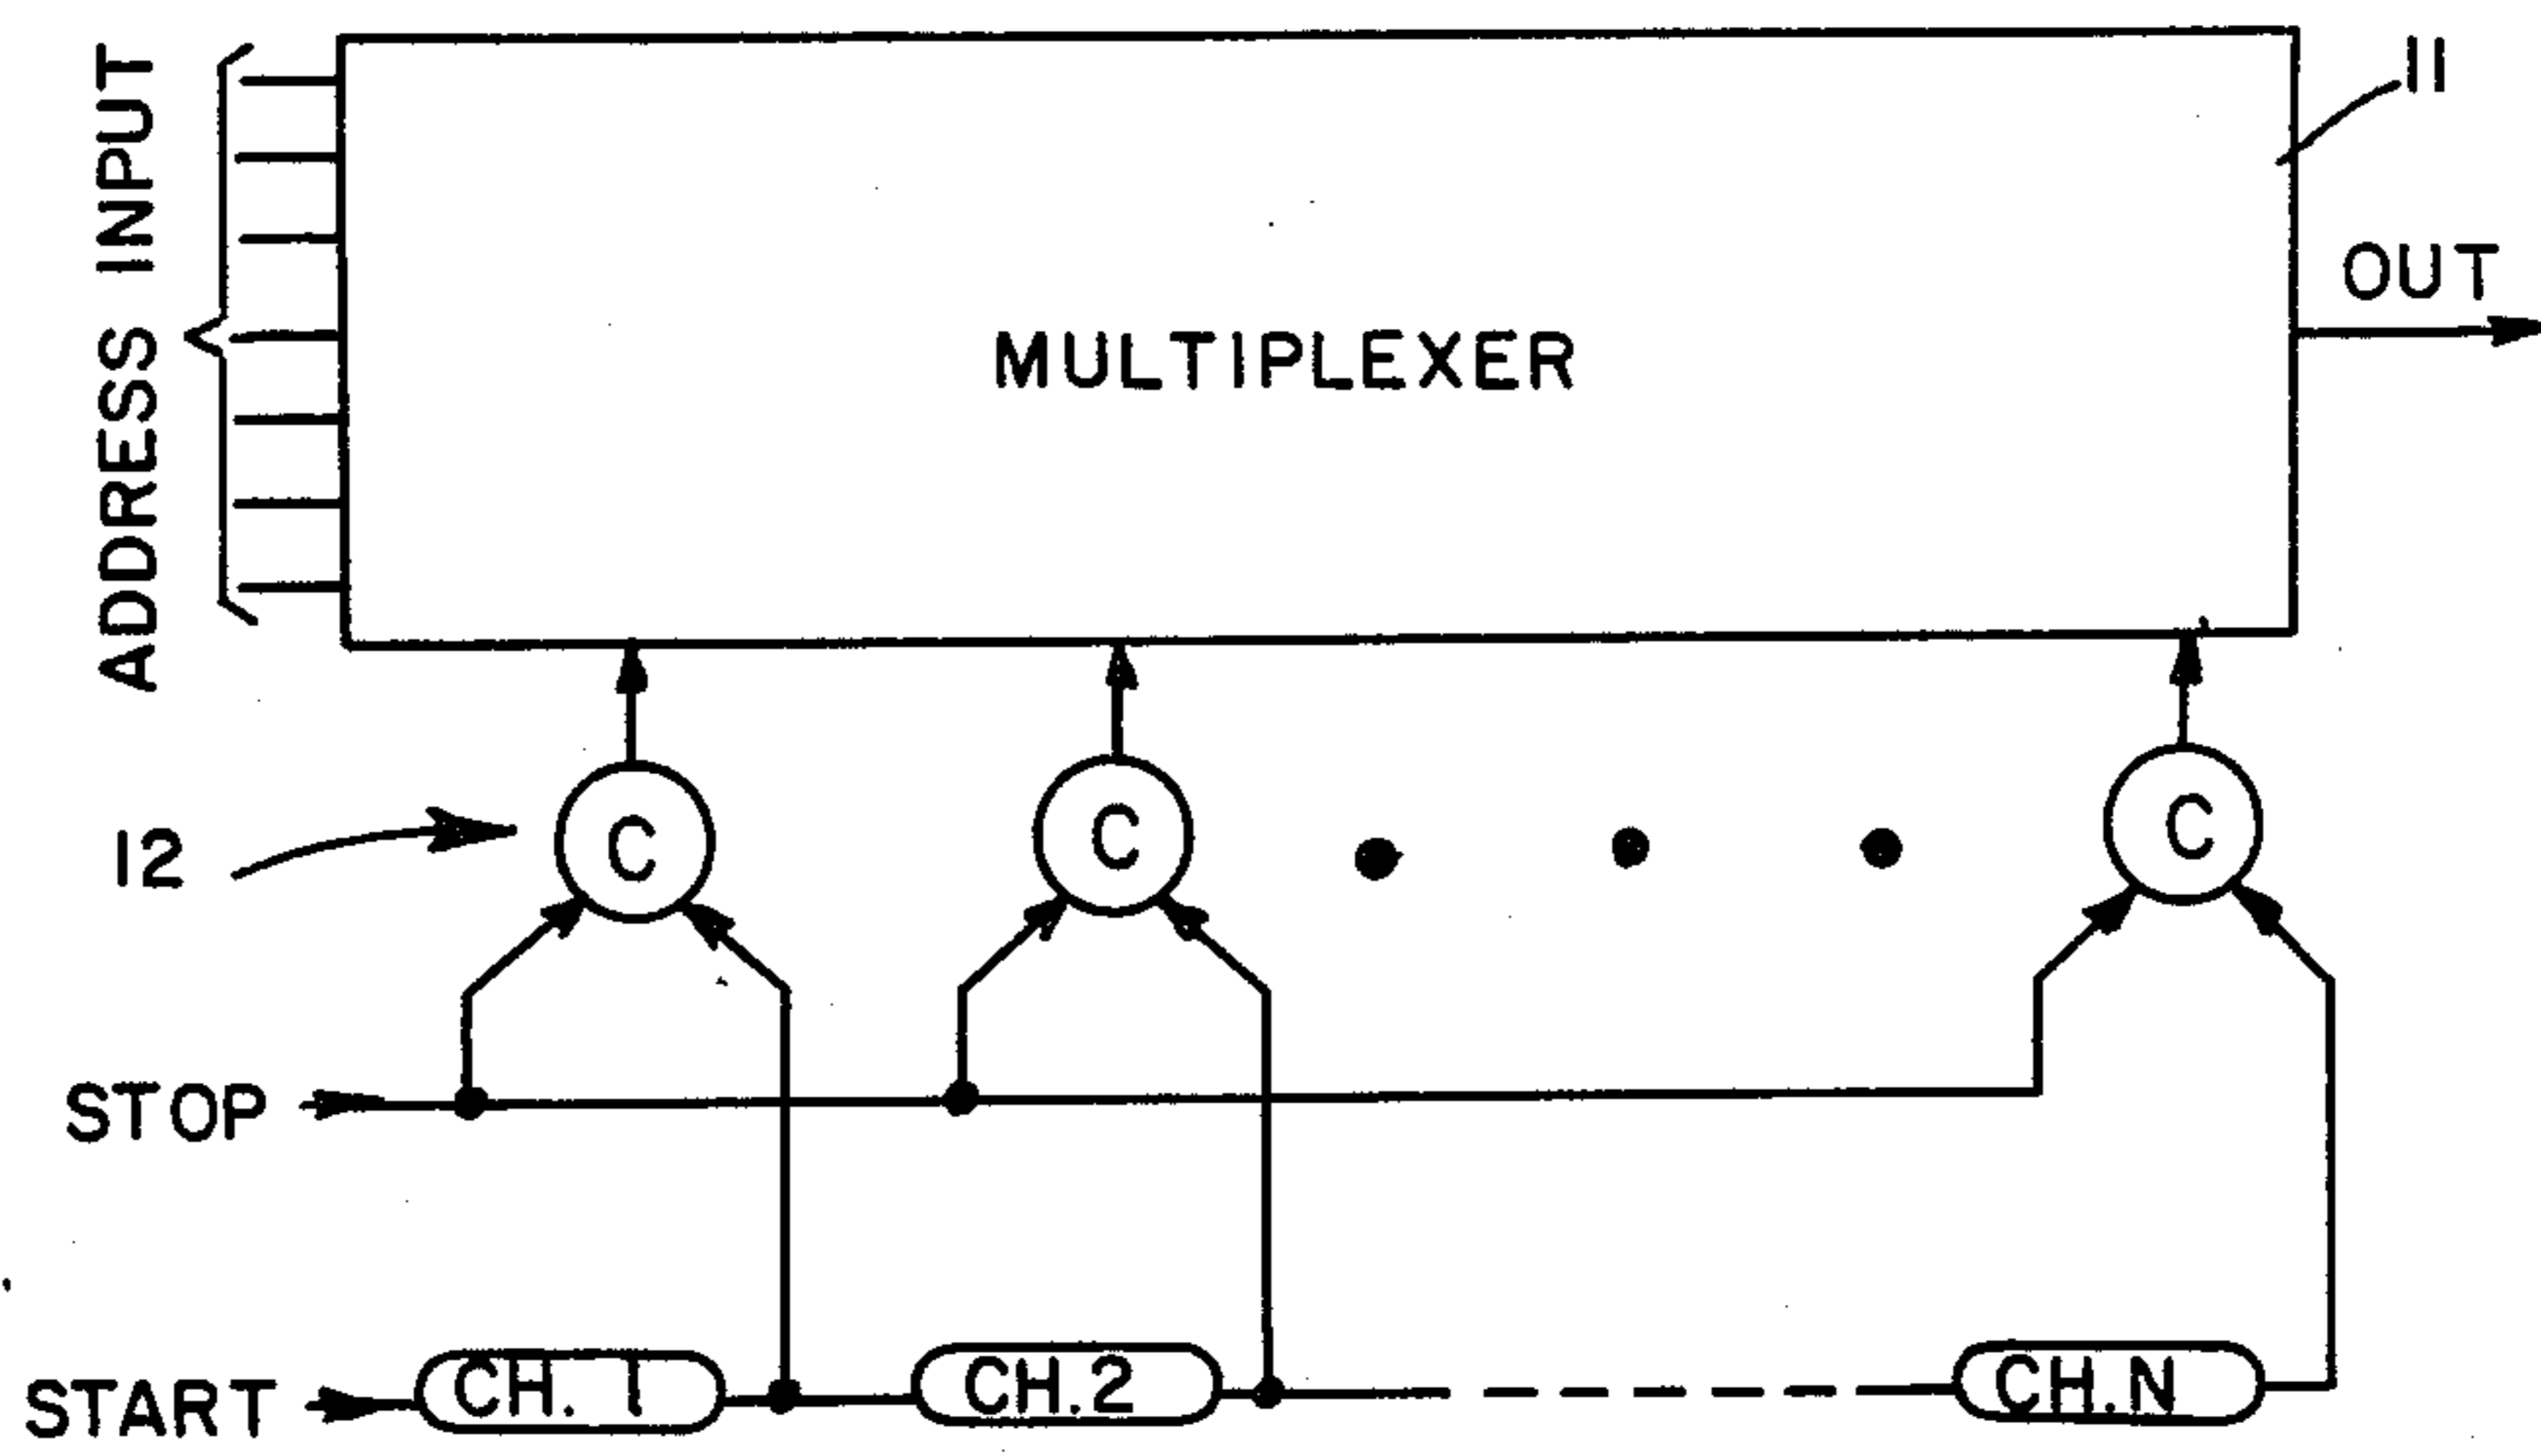 ADDRESS INPUT
11
OUT
MULTIPLEXER
12
C
C
C
STOP
START
CH. 1
CH.2
CH.N